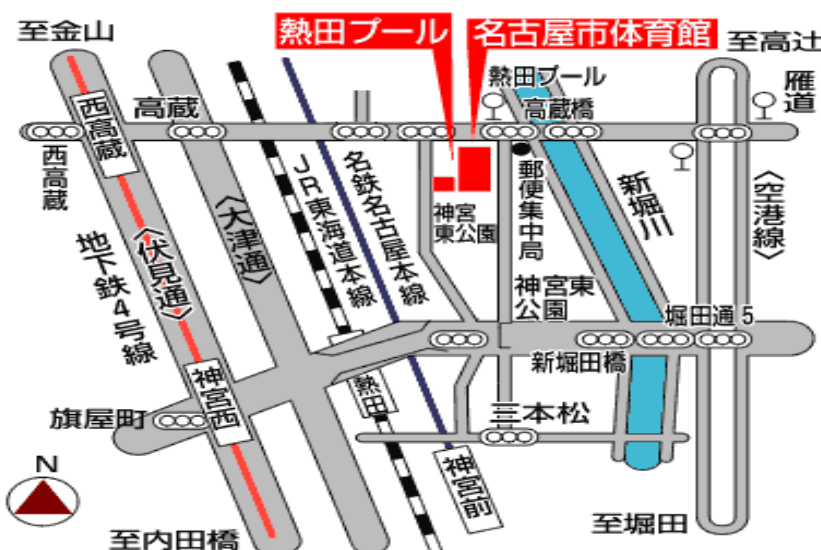 至金山
熱田プール
名古屋市体育館
至高辻
熱田プール
雁道
西高蔵
高蔵
高蔵橋
西高蔵
〈大津通〉
JR東海道本線
名鉄名古屋本線
神宮
東公園
郵便集中局
新堀川
〈空港線〉
地下鉄4号線
〈伏見通〉
神宮東
公園
堀田通5
新堀田橋
神宮西
熱田
旗屋町
三本松
神宮前
N
至内田橋
至堀田